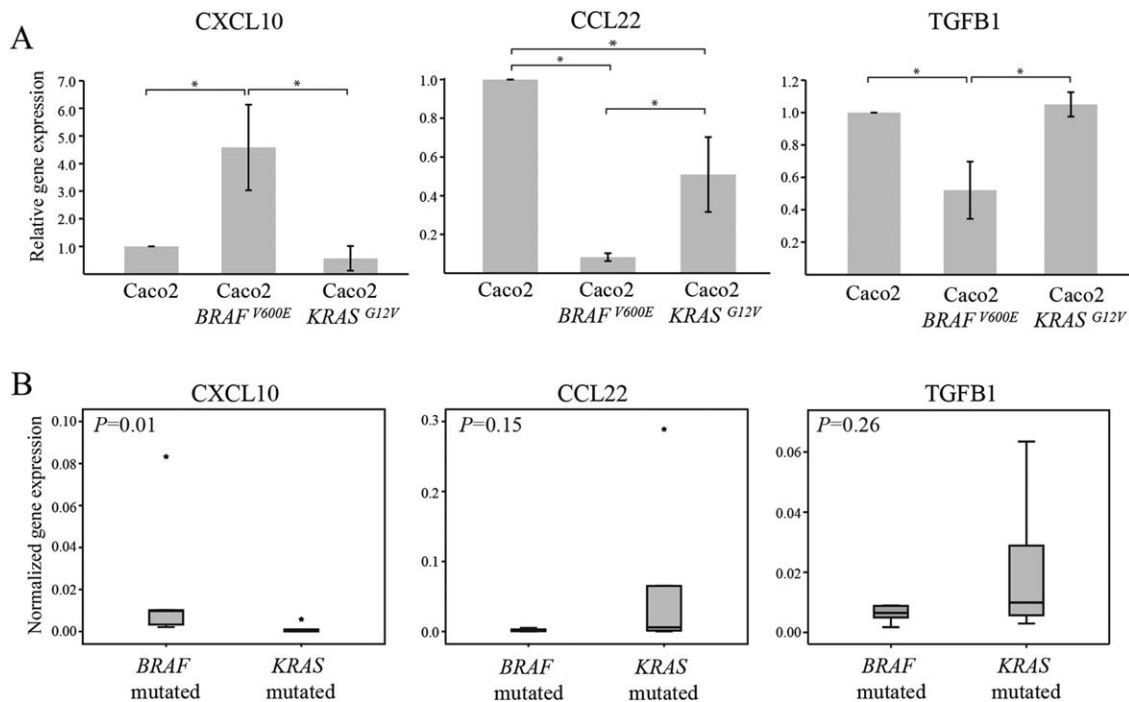 A
CXCL10
CCL22
TGFB1
Relative gene expression
7.0
6.0
5.0
4.0
3.0
2.0
1.0
*
*
Caco2
Caco2
BRAF V600E
Caco2
KRAS G12V
1.0
0.8
0.6
0.4
0.2
*
*
*
Caco2
Caco2
BRAF V600E
Caco2
KRAS G12V
1.2
1.0
0.8
0.6
0.4
0.2
*
*
Caco2
Caco2
BRAF V600E
Caco2
KRAS G12V
B
CXCL10
CCL22
TGFB1
Normalized gene expression
0.10
0.08
0.06
0.04
0.02
0.00
P=0.01
*
*
BRAF
mutated
KRAS
mutated
0.3
0.2
0.1
0.0
P=0.15
*
BRAF
mutated
KRAS
mutated
0.06
0.04
0.02
0.00
P=0.26
BRAF
mutated
KRAS
mutated